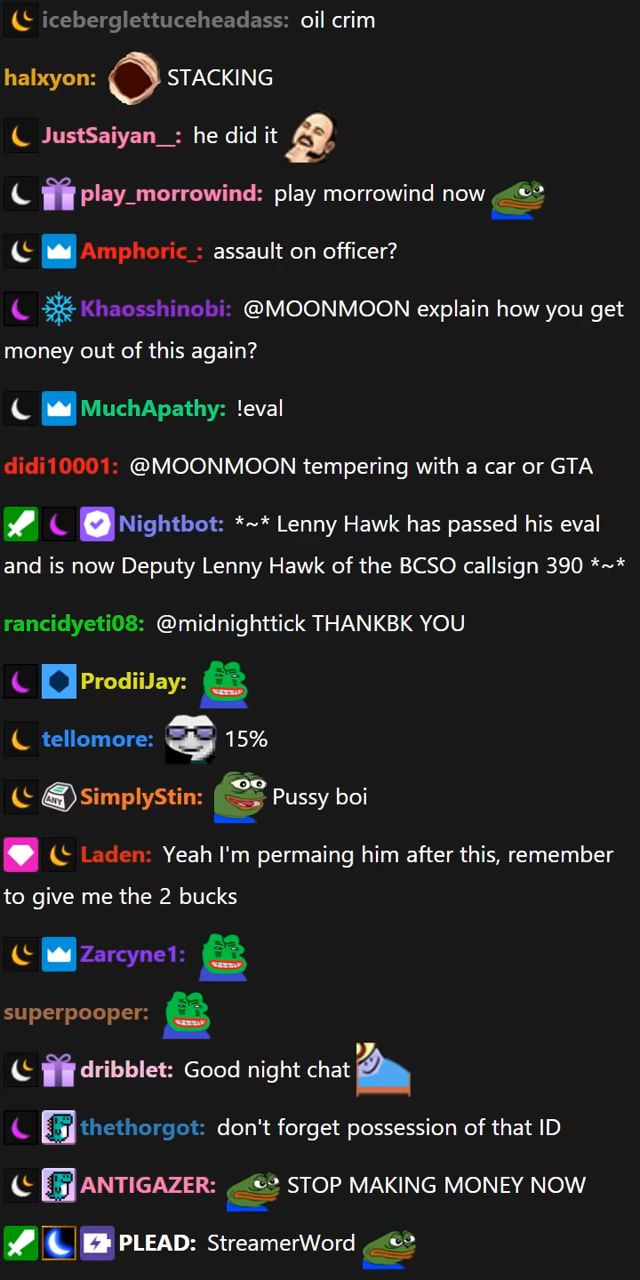 iceberglettuceheadass: oil crim
halxyon: STACKING
JustSaiyan__: he did it
play_morrowind: play morrowind now
Amphoric_: assault on officer?
Khaosshinobi: @MOONMOON explain how you get
money out of this again?
MuchApathy: !eval
didi10001: @MOONMOON tempering with a car or GTA
Nightbot: *~* Lenny Hawk has passed his eval
and is now Deputy Lenny Hawk of the BCSO callsign 390 *~*
rancidyeti08: @midnighttick THANKBK YOU
ProdiiJay:
tellomore: 15%
ANY SimplyStin: Pussy boi
Laden: Yeah I'm permaing him after this, remember
to give me the 2 bucks
Zarcyne1:
superpooper:
dribblet: Good night chat
thethorgot: don't forget possession of that ID
ANTIGAZER: STOP MAKING MONEY NOW
PLEAD: StreamerWord